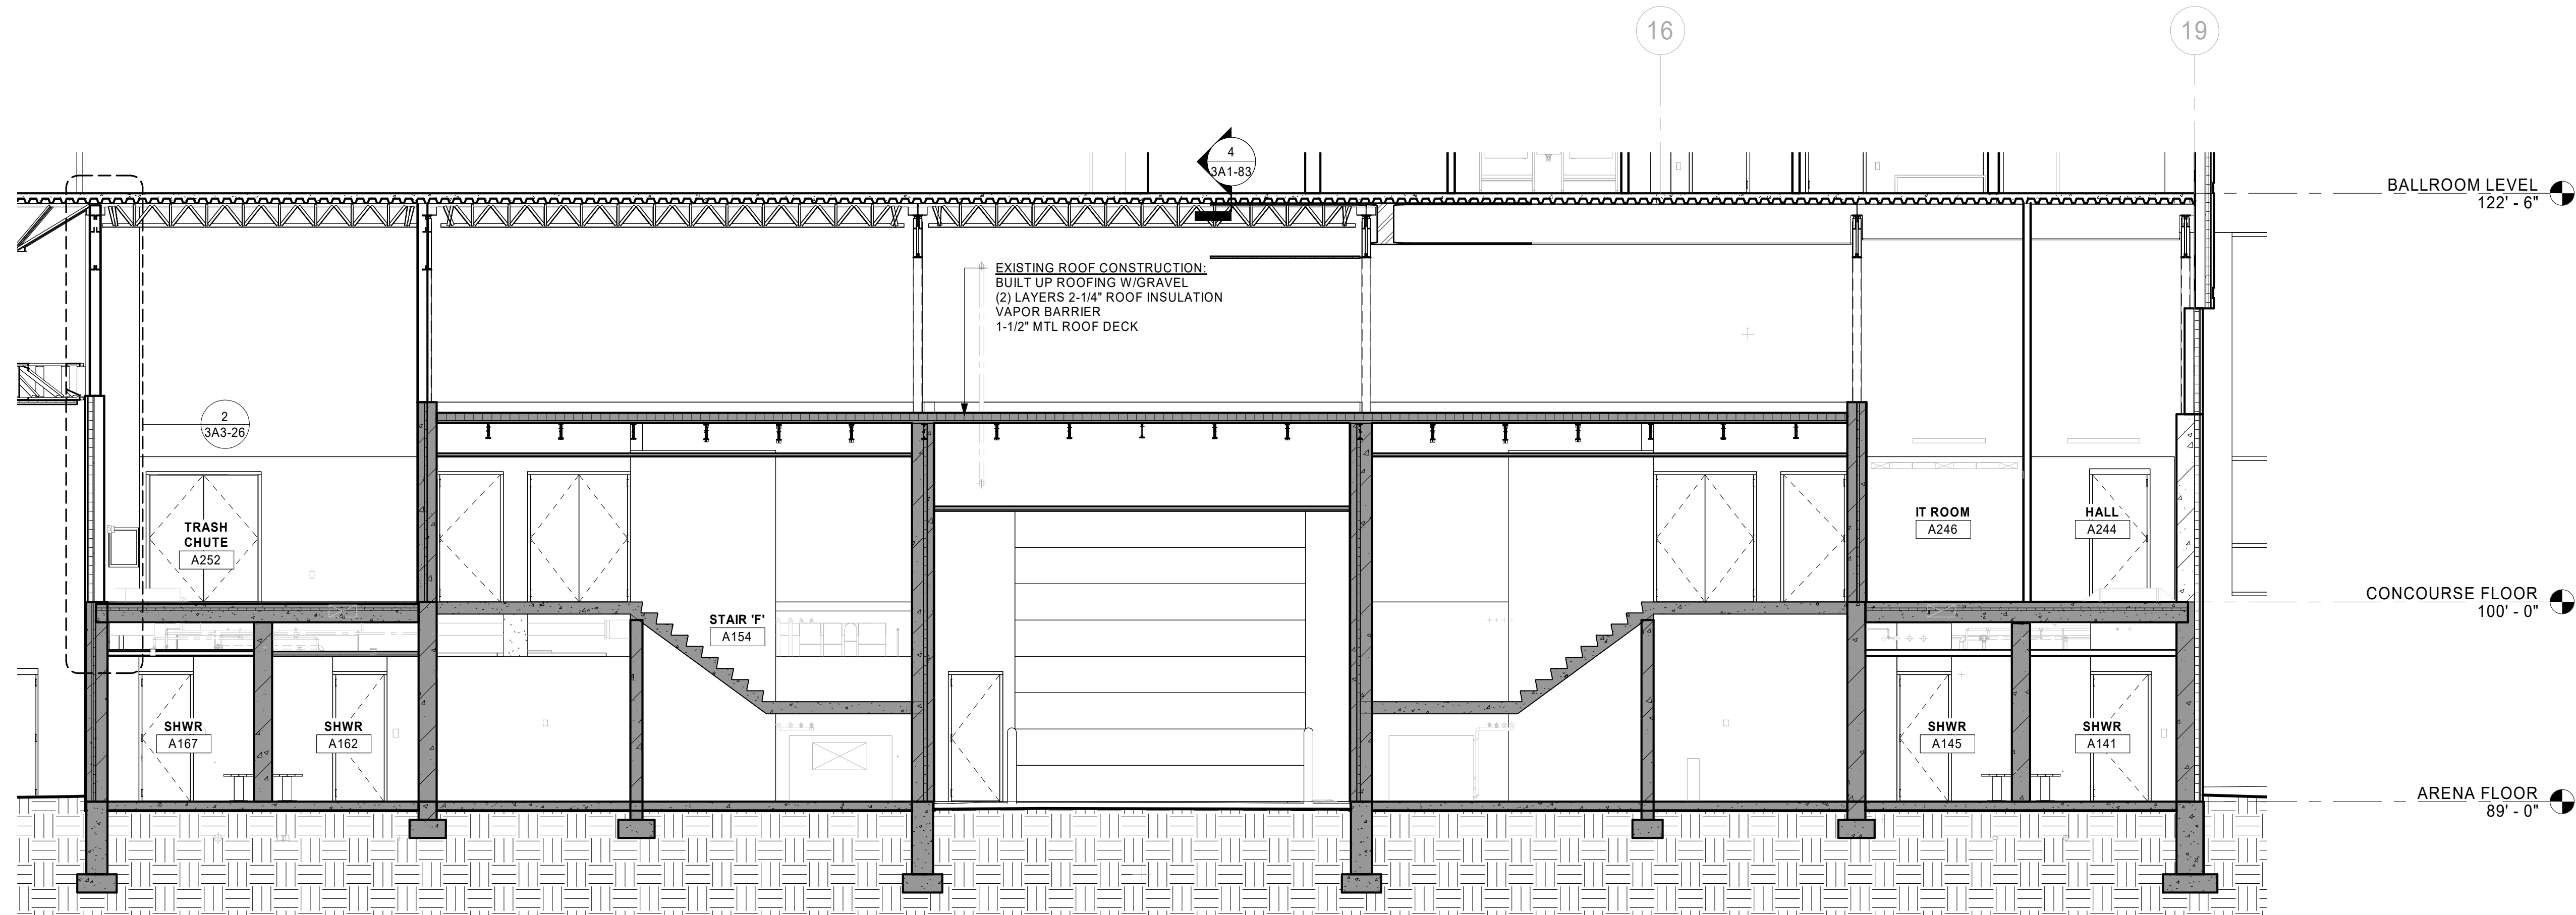 16
19
4
3A1-83
BALLROOM LEVEL
122' - 6"
EXISTING ROOF CONSTRUCTION:
BUILT UP ROOFING W/GRAVEL
(2) LAYERS 2-1/4" ROOF INSULATION
VAPOR BARRIER
1-1/2" MTL ROOF DECK
2
3A3-26
TRASH
CHUTE
A252
IT ROOM
A246
HALL
A244
CONCOURSE FLOOR
100' - 0"
STAIR 'F'
A154
SHWR
A167
SHWR
A162
SHWR
A145
SHWR
A141
ARENA FLOOR
89' - 0"